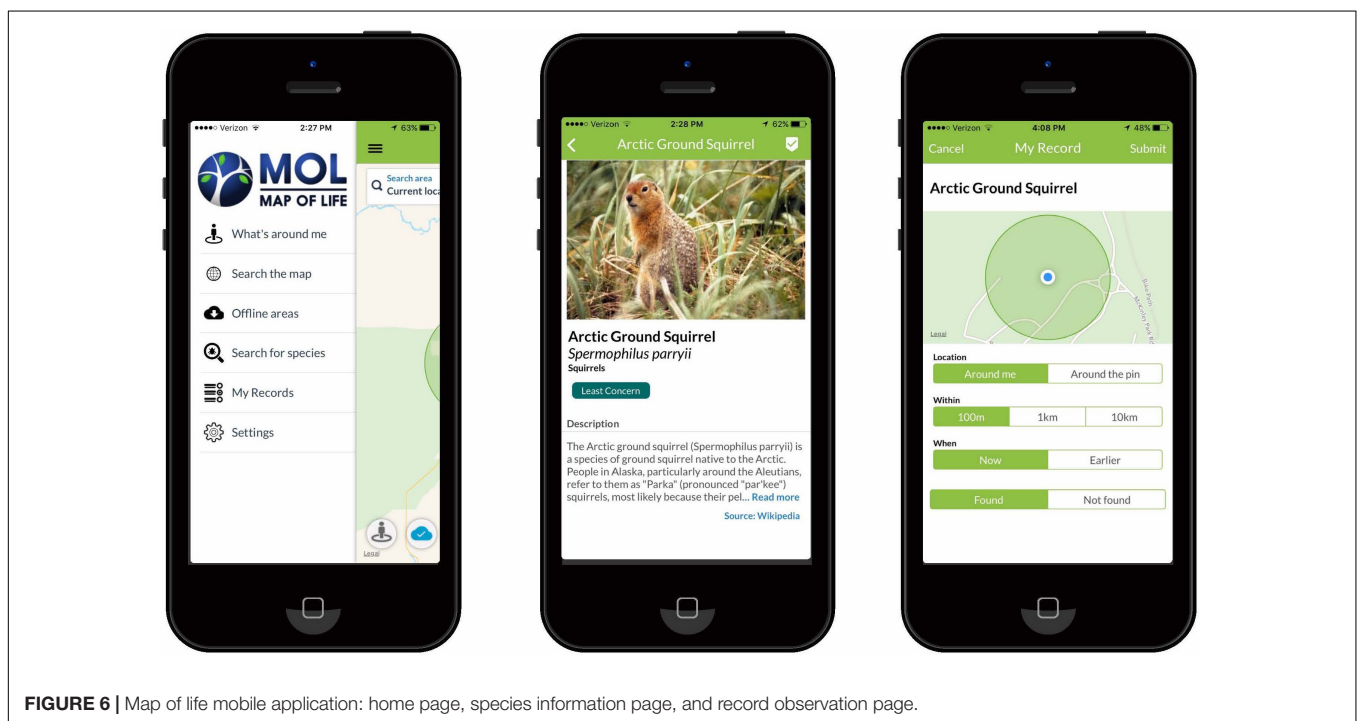 Verizon 2:27 PM 63%
MOL
MAP OF LIFE
What's around me
Search the map
Offline areas
Search for species
My Records
Settings
Search area
Current loca
Legal
Verizon 2:28 PM 62%
Arctic Ground Squirrel
Arctic Ground Squirrel
Spermophilus parryii
Squirrels
Least Concern
Description
The Arctic ground squirrel (Spermophilus parryii) is
a species of ground squirrel native to the Arctic.
People in Alaska, particularly around the Aleutians,
refer to them as "Parka" (pronounced "par'kee")
squirrels, most likely because their pel... Read more
Source: Wikipedia
Verizon 4:08 PM 48%
Cancel My Record Submit
Arctic Ground Squirrel
McKinley Park
Legal
Location
Around me Around the pin
Within
100m 1km 10km
When
Now Earlier
Found Not found
FIGURE 6 | Map of life mobile application: home page, species information page, and record observation page.